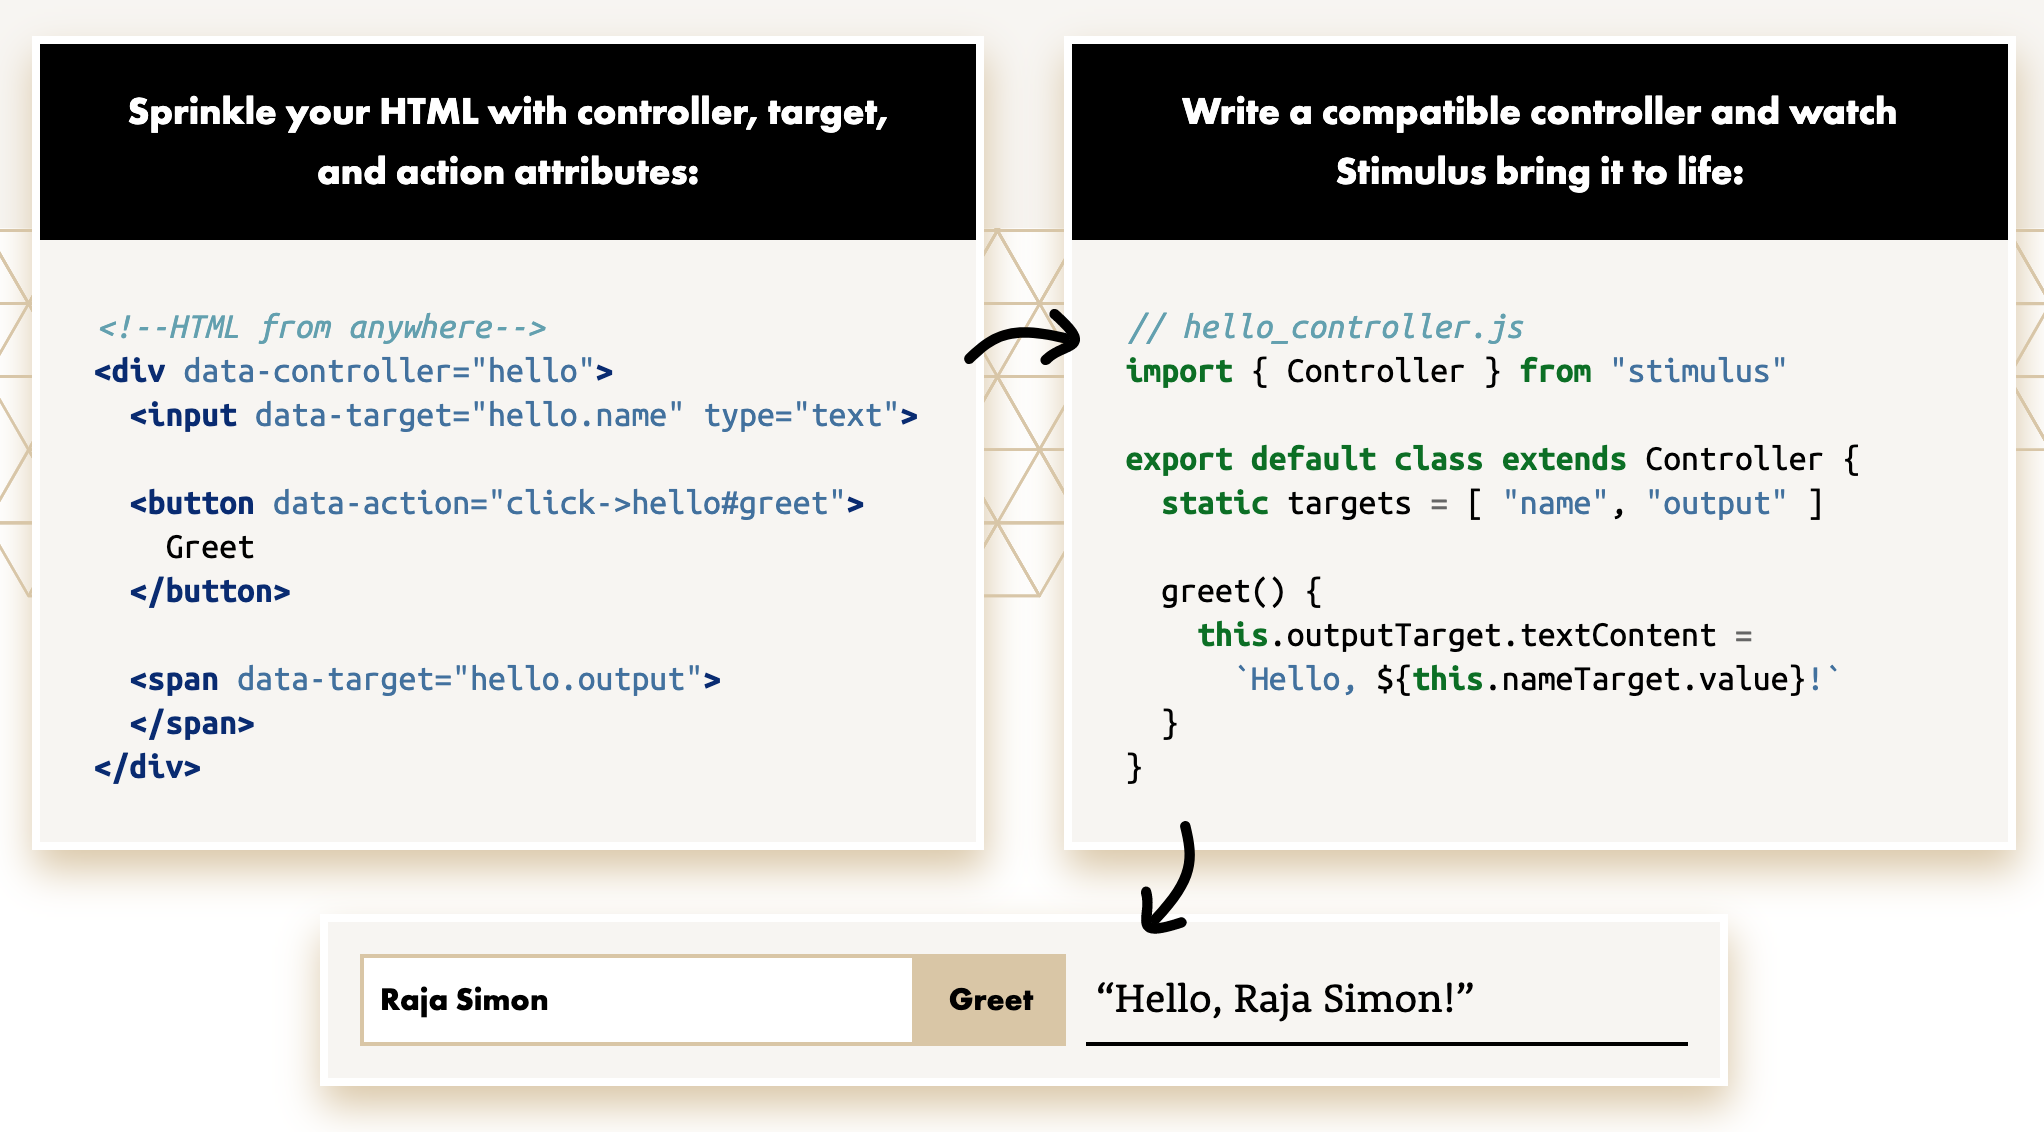 Sprinkle your HTML with controller, target,
and action attributes:
<!--HTML from anywhere-->
<div data-controller="hello">
  <input data-target="hello.name" type="text">

  <button data-action="click->hello#greet">
    Greet
  </button>

  <span data-target="hello.output">
  </span>
</div>
Write a compatible controller and watch
Stimulus bring it to life:
// hello_controller.js
import { Controller } from "stimulus"

export default class extends Controller {
  static targets = [ "name", "output" ]

  greet() {
    this.outputTarget.textContent =
      `Hello, ${this.nameTarget.value}!`
  }
}
Raja Simon
Greet
“Hello, Raja Simon!”